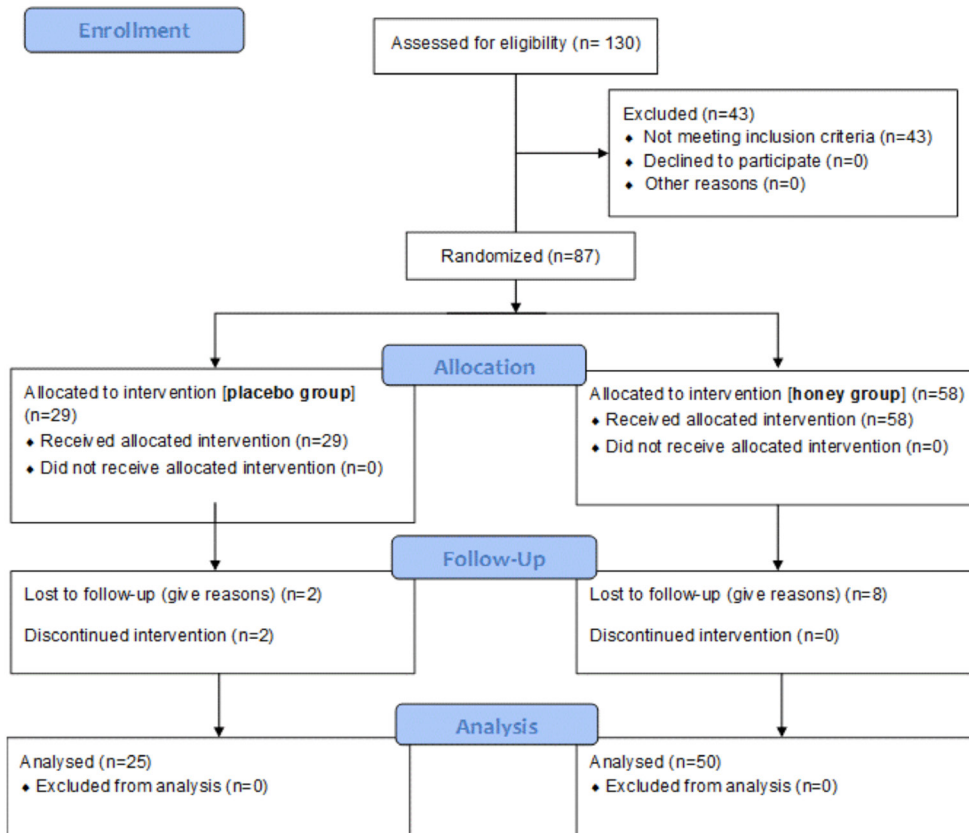 Enrollment
Assessed for eligibility (n= 130)
Excluded (n=43)
♦ Not meeting inclusion criteria (n=43)
♦ Declined to participate (n=0)
♦ Other reasons (n=0)
Randomized (n=87)
Allocation
Allocated to intervention [placebo group]
(n=29)
♦ Received allocated intervention (n=29)
♦ Did not receive allocated intervention (n=0)
Allocated to intervention [honey group] (n=58)
♦ Received allocated intervention (n=58)
♦ Did not receive allocated intervention (n=0)
Follow-Up
Lost to follow-up (give reasons) (n=2)
Discontinued intervention (n=2)
Lost to follow-up (give reasons) (n=8)
Discontinued intervention (n=0)
Analysis
Analysed (n=25)
♦ Excluded from analysis (n=0)
Analysed (n=50)
♦ Excluded from analysis (n=0)